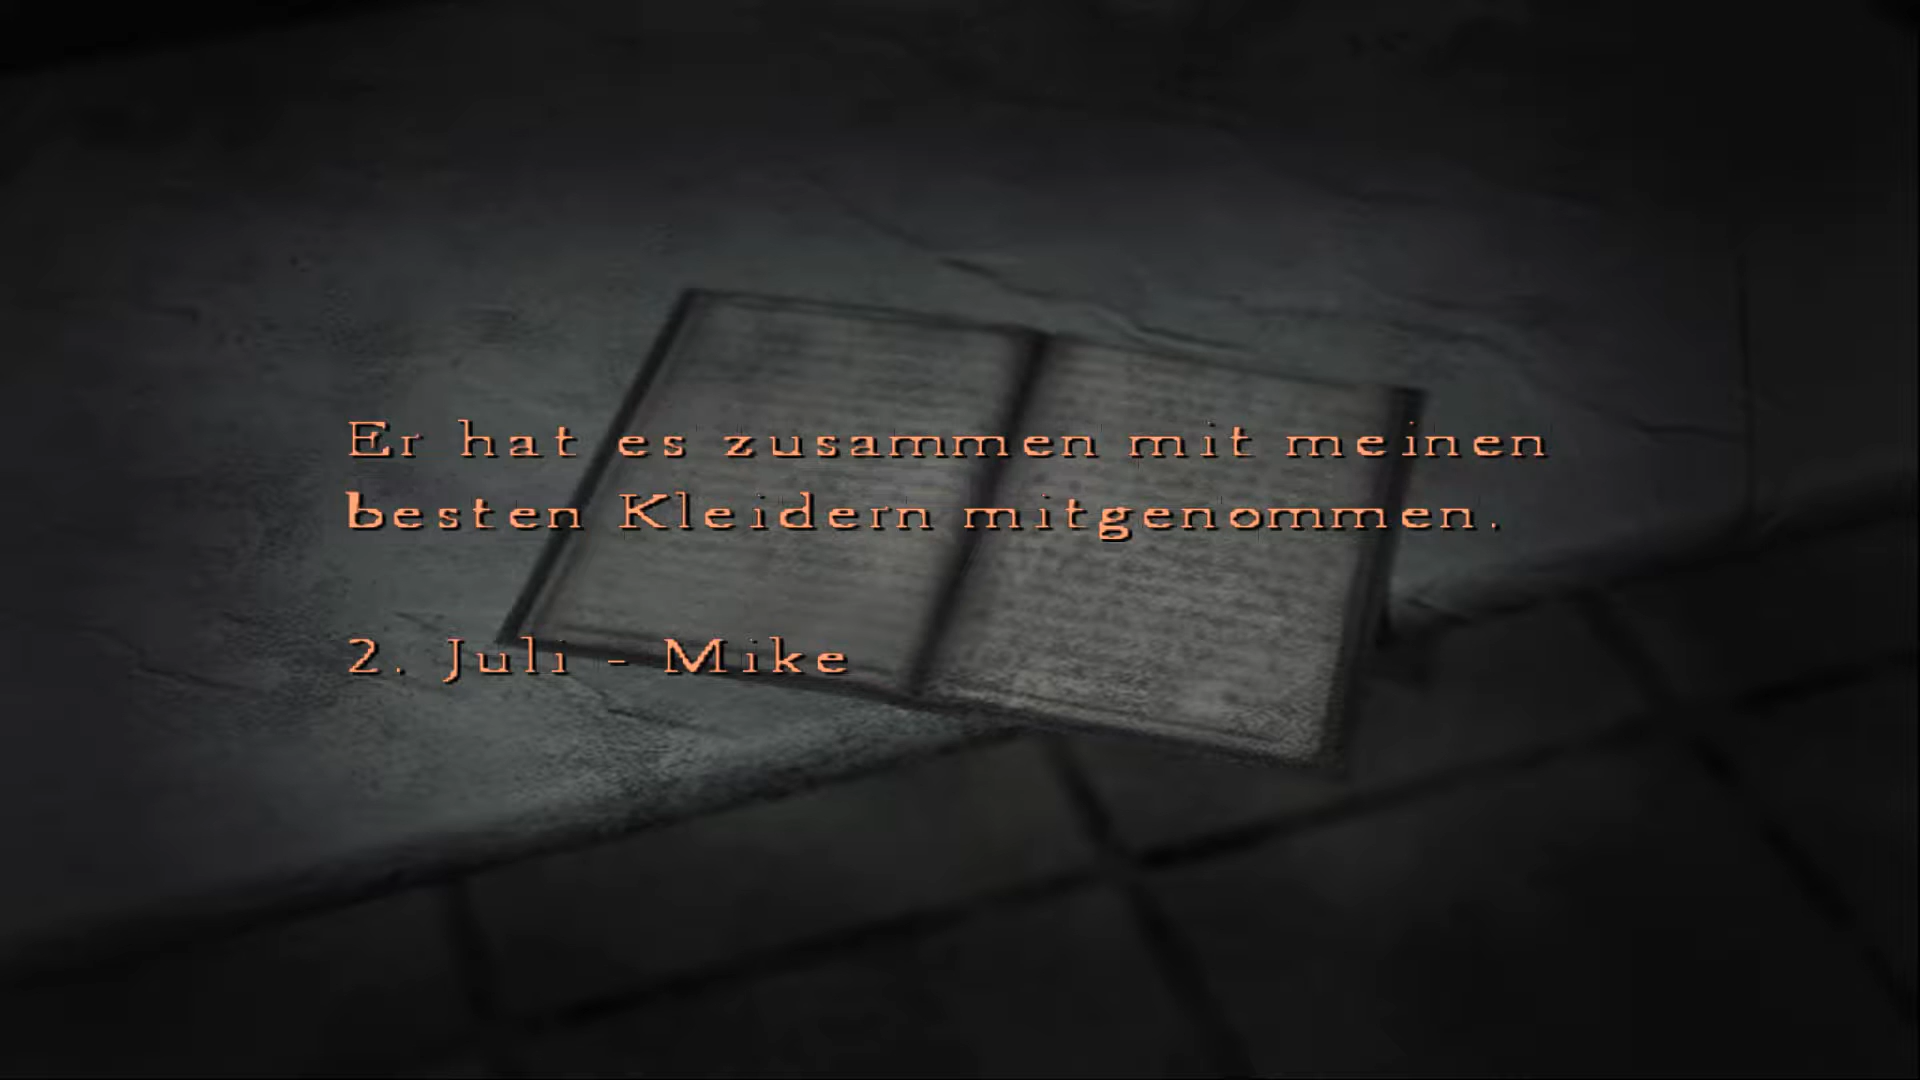 Er hat es zusammen mit meinen
besten Kleidern mitgenommen.
2. Juli - Mike